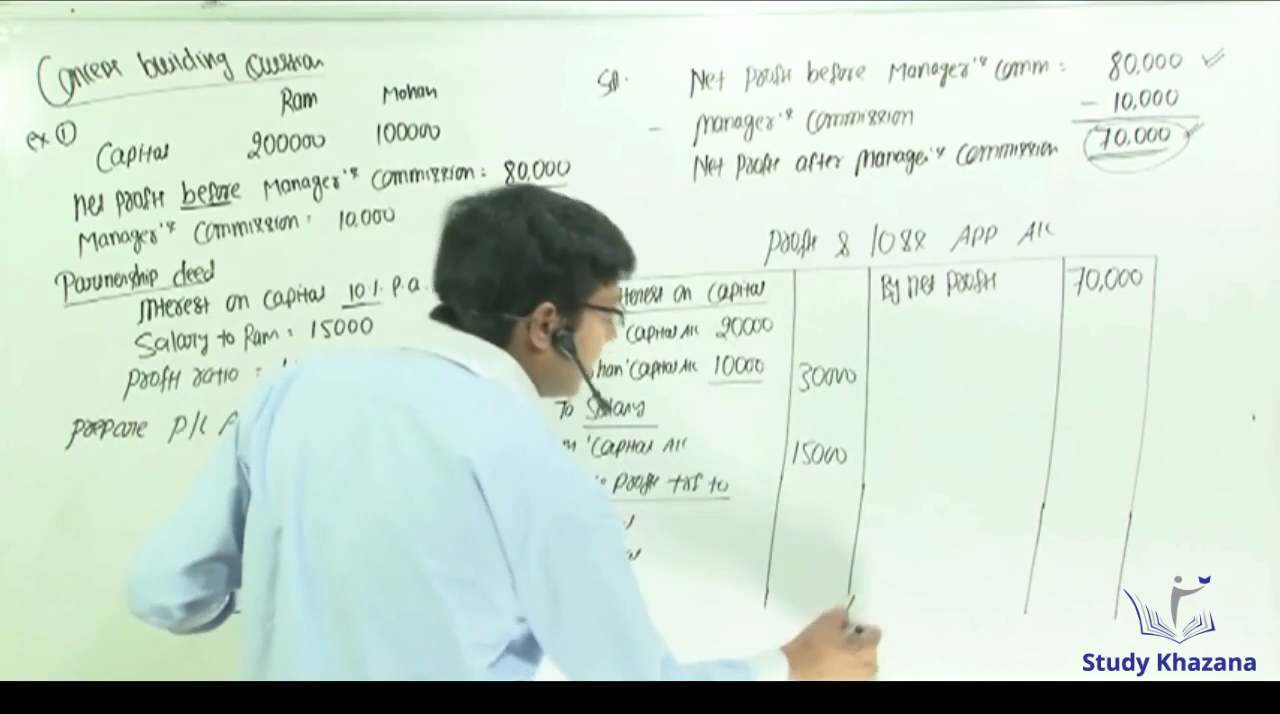 Concept building Question
Ram Mohan
ex ①
Capital 200000 100000
Net profit before Manager's commission: 80,000
Manager's Commission: 10,000
Partnership deed
Interest on capital 10% p.a.
Salary to Ram: 15000
Profit ratio =
Prepare P/L
Sol.
Net profit before Manager's Comm: 80,000
- Manager's Commission - 10,000
Net profit after Manager's Commission 70,000
Profit & loss APP A/c
on capital By Net profit 70,000
Capital A/c 20000
Capital A/c 10000 30000
To Salary
Capital A/c 15000
Profit trf to
Study Khazana